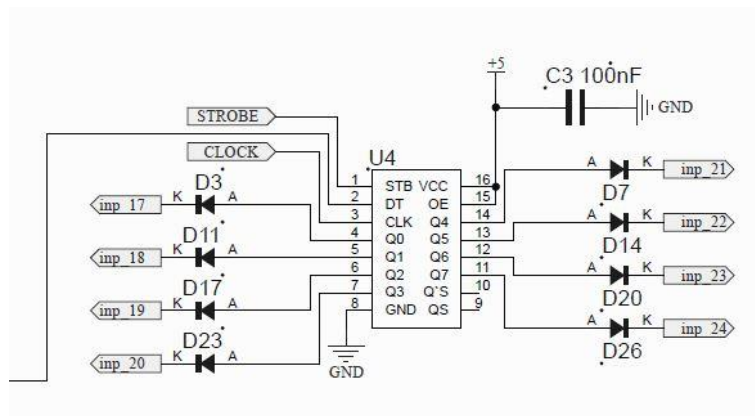 +5
C3 100nF
GND
STROBE
CLOCK
U4
1 STB VCC 16
2 DT OE 15
3 CLK Q4 14
4 Q0 Q5 13
5 Q1 Q6 12
6 Q2 Q7 11
7 Q3 Q`S 10
8 GND QS 9
inp_17 K D3 A
inp_18 K D11 A
inp_19 K D17 A
inp_20 K D23 A
GND
A K inp_21
D7
A K inp_22
D14
A K inp_23
D20
A K inp_24
D26